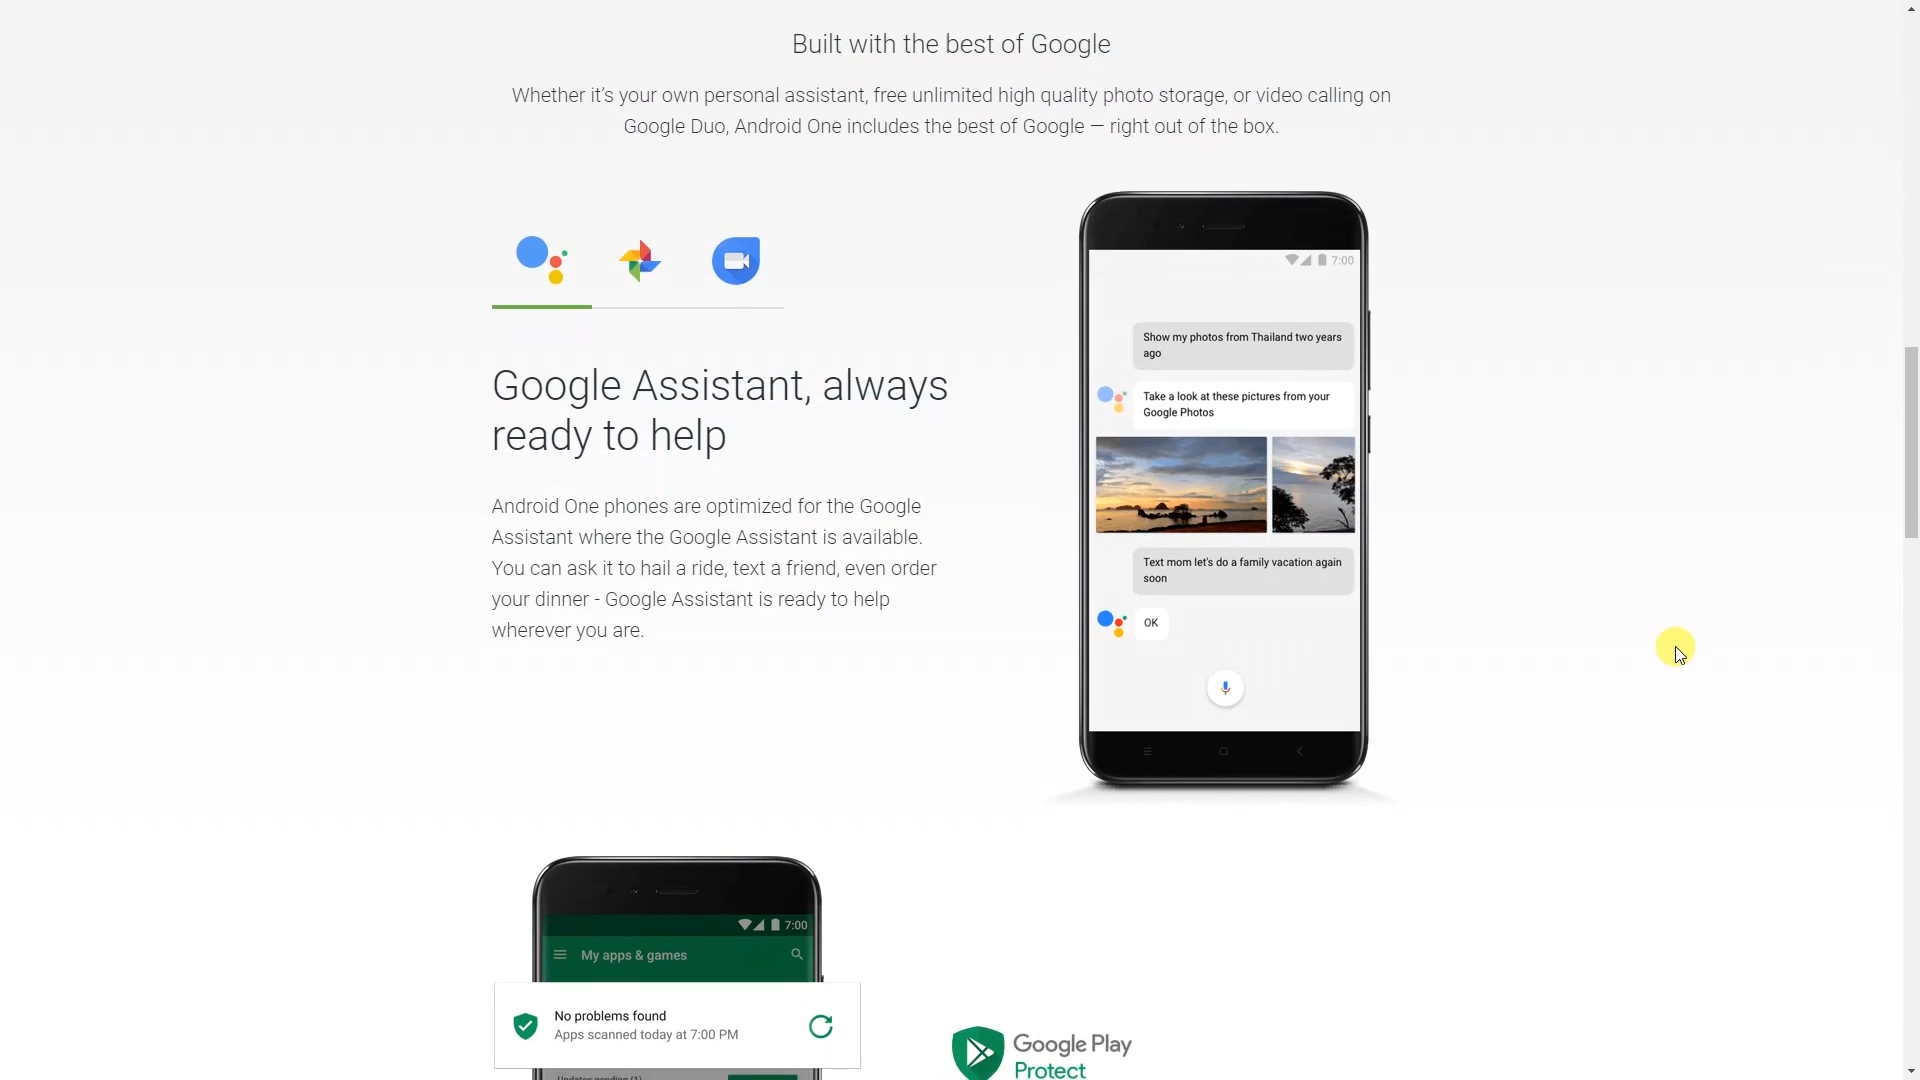 Built with the best of Google
Whether it’s your own personal assistant, free unlimited high quality photo storage, or video calling on
Google Duo, Android One includes the best of Google — right out of the box.
Google Assistant, always
ready to help
Android One phones are optimized for the Google
Assistant where the Google Assistant is available.
You can ask it to hail a ride, text a friend, even order
your dinner - Google Assistant is ready to help
wherever you are.
7:00
Show my photos from Thailand two years
ago
Take a look at these pictures from your
Google Photos
Text mom let's do a family vacation again
soon
OK
7:00
My apps & games
No problems found
Apps scanned today at 7:00 PM
Updates pending (1)
Google Play
Protect